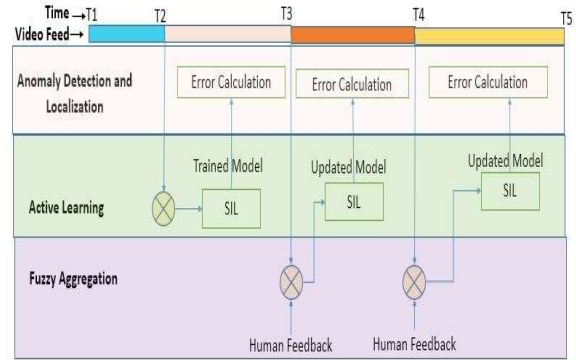 Time → T1 T2 T3 T4 T5
Video Feed→
Anomaly Detection and
Localization
Error Calculation
Error Calculation
Error Calculation
Trained Model
Updated Model
Updated Model
SIL
SIL
SIL
Active Learning
Fuzzy Aggregation
Human Feedback
Human Feedback